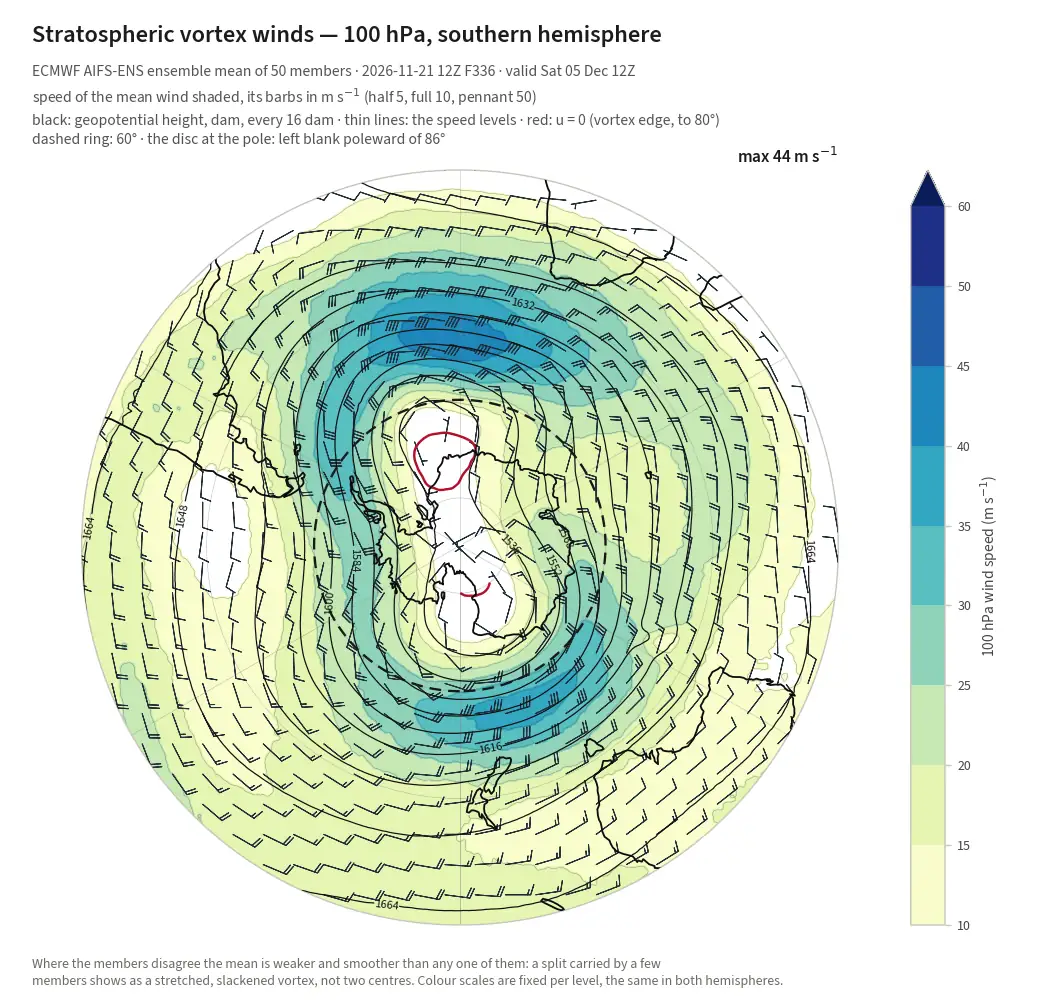 Stratospheric vortex winds — 100 hPa, southern hemisphere
ECMWF AIFS-ENS ensemble mean of 50 members · 2026-11-21 12Z F336 · valid Sat 05 Dec 12Z
speed of the mean wind shaded, its barbs in m s⁻¹ (half 5, full 10, pennant 50)
black: geopotential height, dam, every 16 dam · thin lines: the speed levels · red: u = 0 (vortex edge, to 80°)
dashed ring: 60° · the disc at the pole: left blank poleward of 86°
max 44 m s⁻¹
60
50
45
40
35
30
25
20
15
10
100 hPa wind speed (m s⁻¹)
1632
1648
1664
1664
1584
1600
1536
1552
1568
1616
1664
Where the members disagree the mean is weaker and smoother than any one of them: a split carried by a few
members shows as a stretched, slackened vortex, not two centres. Colour scales are fixed per level, the same in both hemispheres.